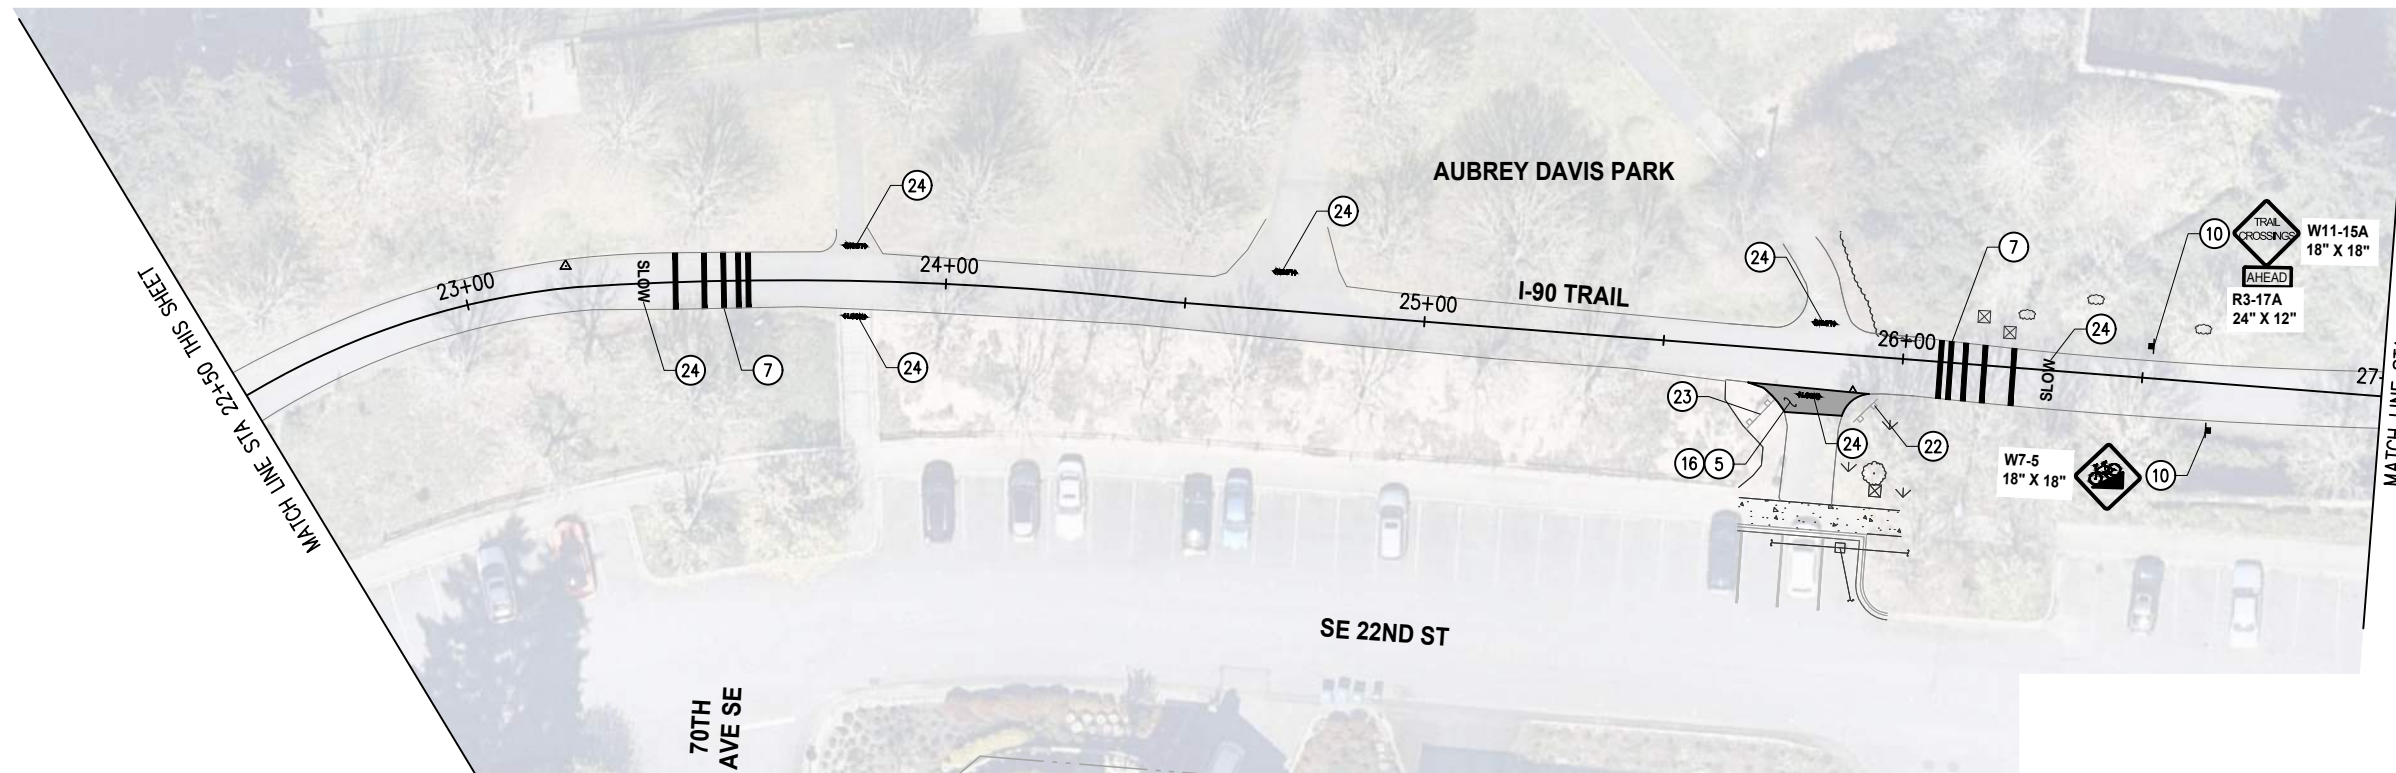 AUBREY DAVIS PARK
24
24
24
7
10
TRAIL
CROSSINGS
W11-15A
18" X 18"
AHEAD
R3-17A
24" X 12"
MATCH LINE STA 22+50 THIS SHEET
23+00
SLOW
24+00
25+00
I-90 TRAIL
26+00
SLOW
24
27
24
7
24
23
16
5
24
22
W7-5
18" X 18"
10
MATCH LINE STA
SE 22ND ST
70TH
AVE SE